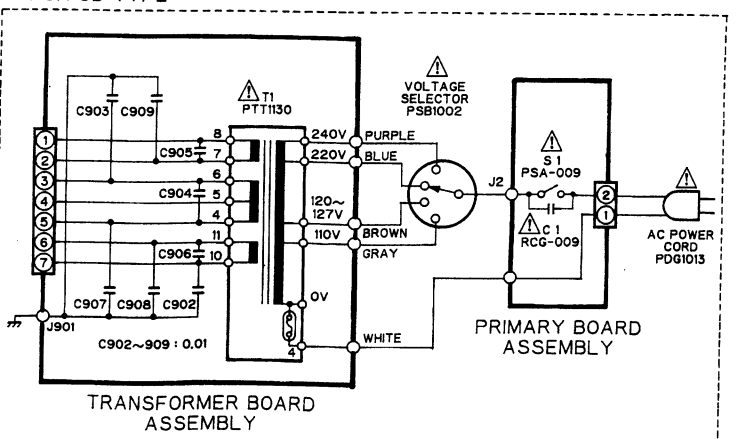 C903
C909
T1
PTT1130
VOLTAGE
SELECTOR
PSB1002
8
240V
PURPLE
1
C905
7
220V
BLUE
2
S1
PSA-009
6
3
J2
C904
5
120~
127V
2
4
4
BROWN
C1
RCG-009
1
5
11
110V
GRAY
6
C906
10
7
AC POWER
CORD
PDG1013
C907
C908
C902
0V
J901
4
WHITE
C902~909 : 0.01
PRIMARY BOARD
ASSEMBLY
TRANSFORMER BOARD
ASSEMBLY